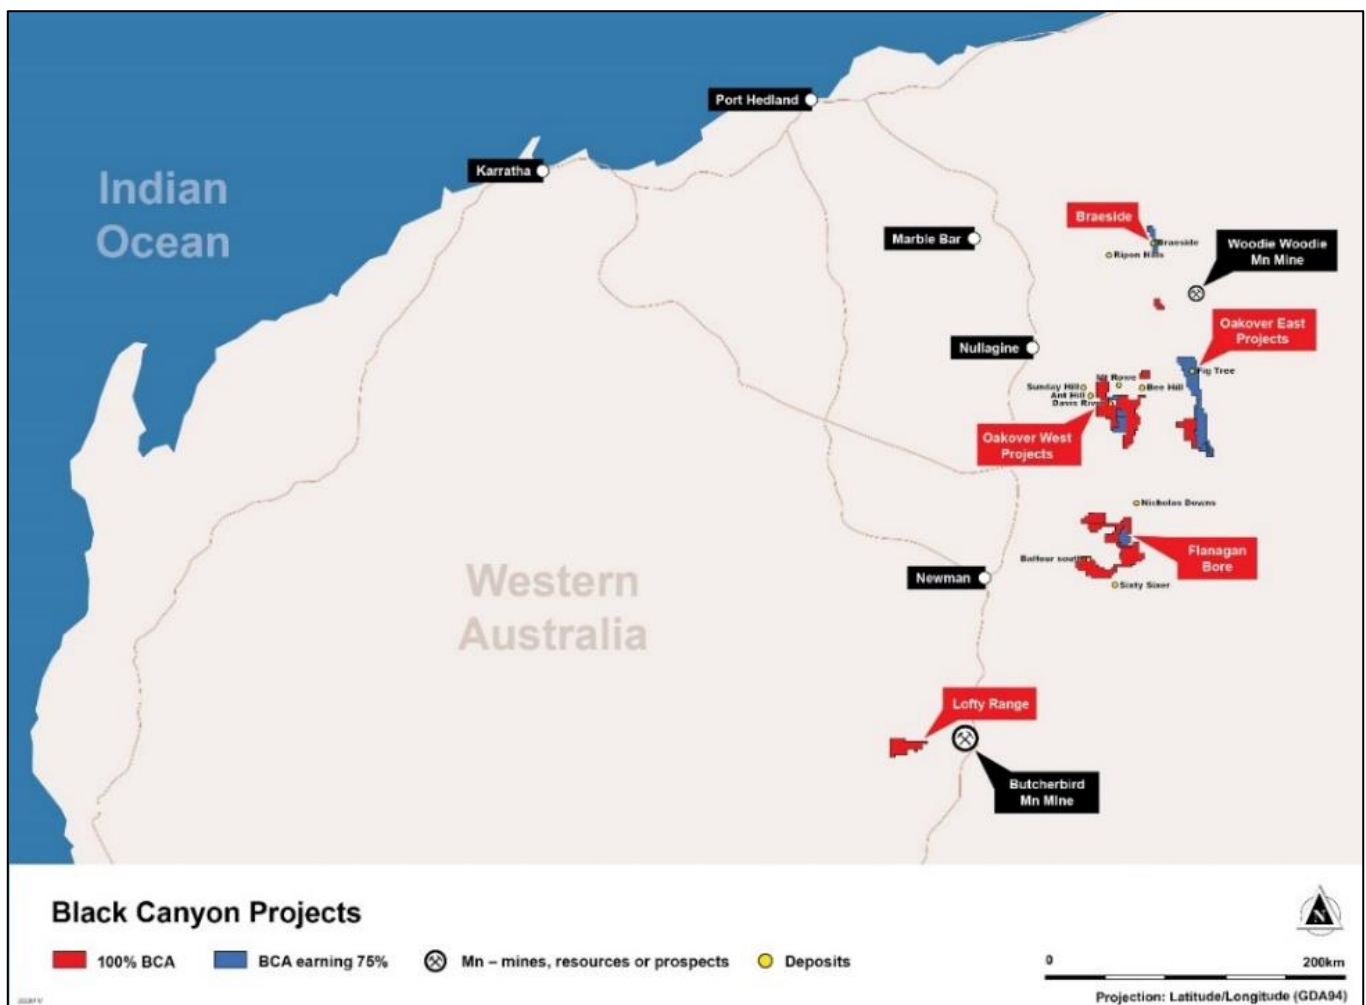 Port Hedland
Karratha
Indian
Ocean
Marble Bar
Braeside
Braeside
Ripon Hills
Woodie Woodie
Mn Mine
Oakover East
Projects
Nullagine
Fig Tree
Mt Rowe
Sunday Hill
Bee Hill
Ant Hill
Davis River
Oakover West
Projects
Nicholas Downs
Flanagan
Bore
Balfour south
Sixty Sixer
Newman
Western
Australia
Lofty Range
Butcherbird
Mn Mine
Black Canyon Projects
N
100% BCA
BCA earning 75%
Mn – mines, resources or prospects
Deposits
0
200km
Projection: Latitude/Longitude (GDA94)